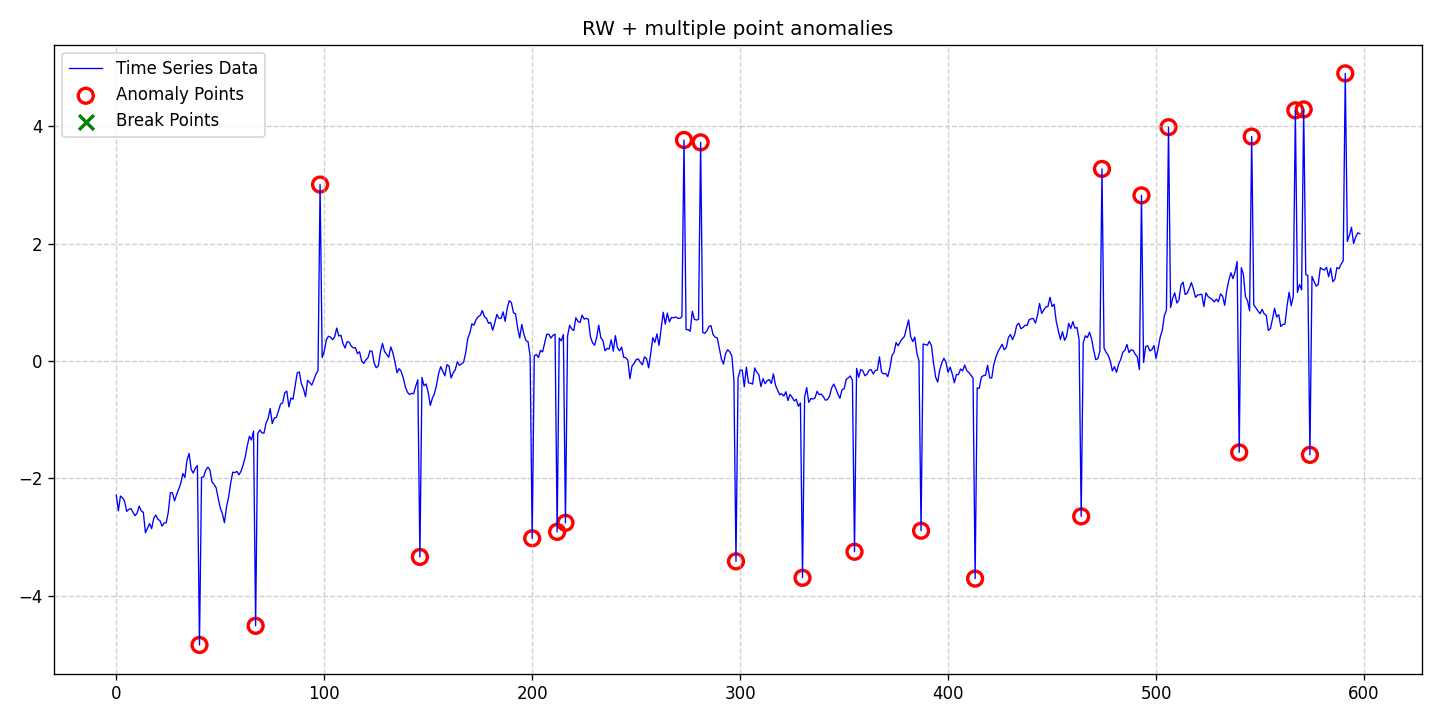 RW + multiple point anomalies
Time Series Data
Anomaly Points
Break Points
4
2
0
−2
−4
0 100 200 300 400 500 600